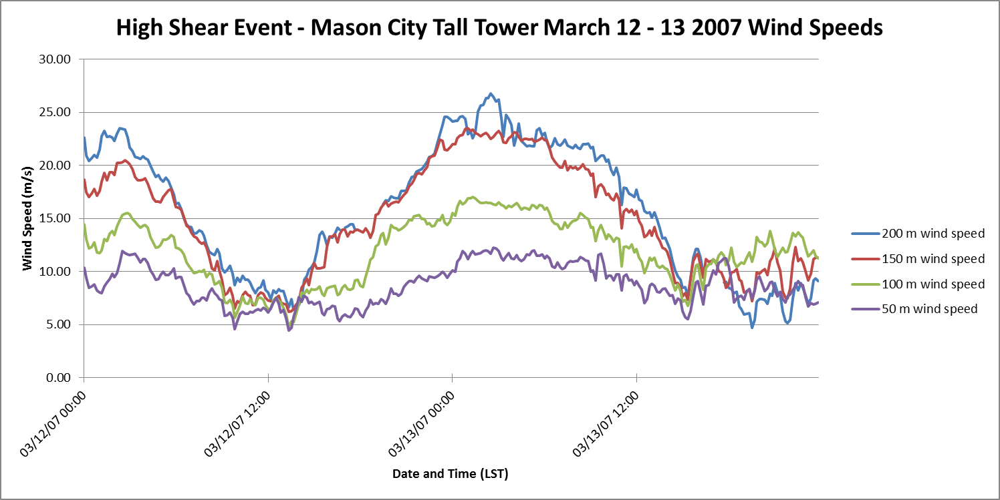 High Shear Event - Mason City Tall Tower March 12 - 13 2007 Wind Speeds
30.00
25.00
20.00
15.00
10.00
5.00
0.00
Wind Speed (m/s)
03/12/07 00:00
03/12/07 12:00
03/13/07 00:00
03/13/07 12:00
Date and Time (LST)
200 m wind speed
150 m wind speed
100 m wind speed
50 m wind speed